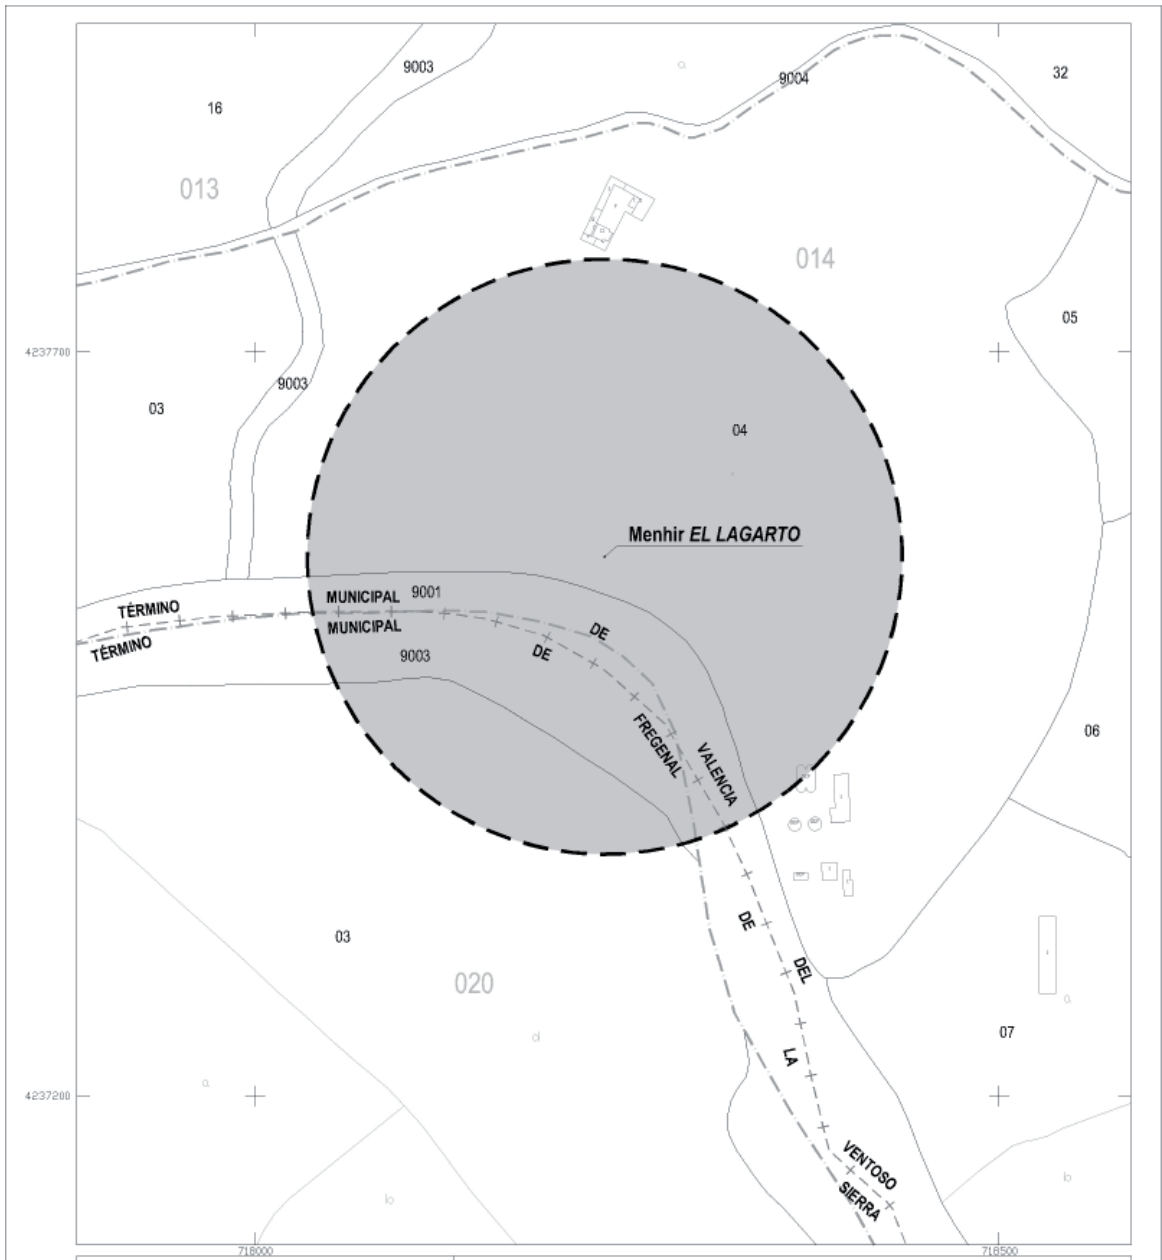 9003
9004
32
16
a
013
014
05
4237700
9003
03
04
Menhir EL LAGARTO
TÉRMINO MUNICIPAL DE VALENCIA DEL VENTOSO
9001
TÉRMINO MUNICIPAL DE FREGENAL DE LA SIERRA
9003
06
03
020
a
07
d
a
4237200
b
b
718000
718500